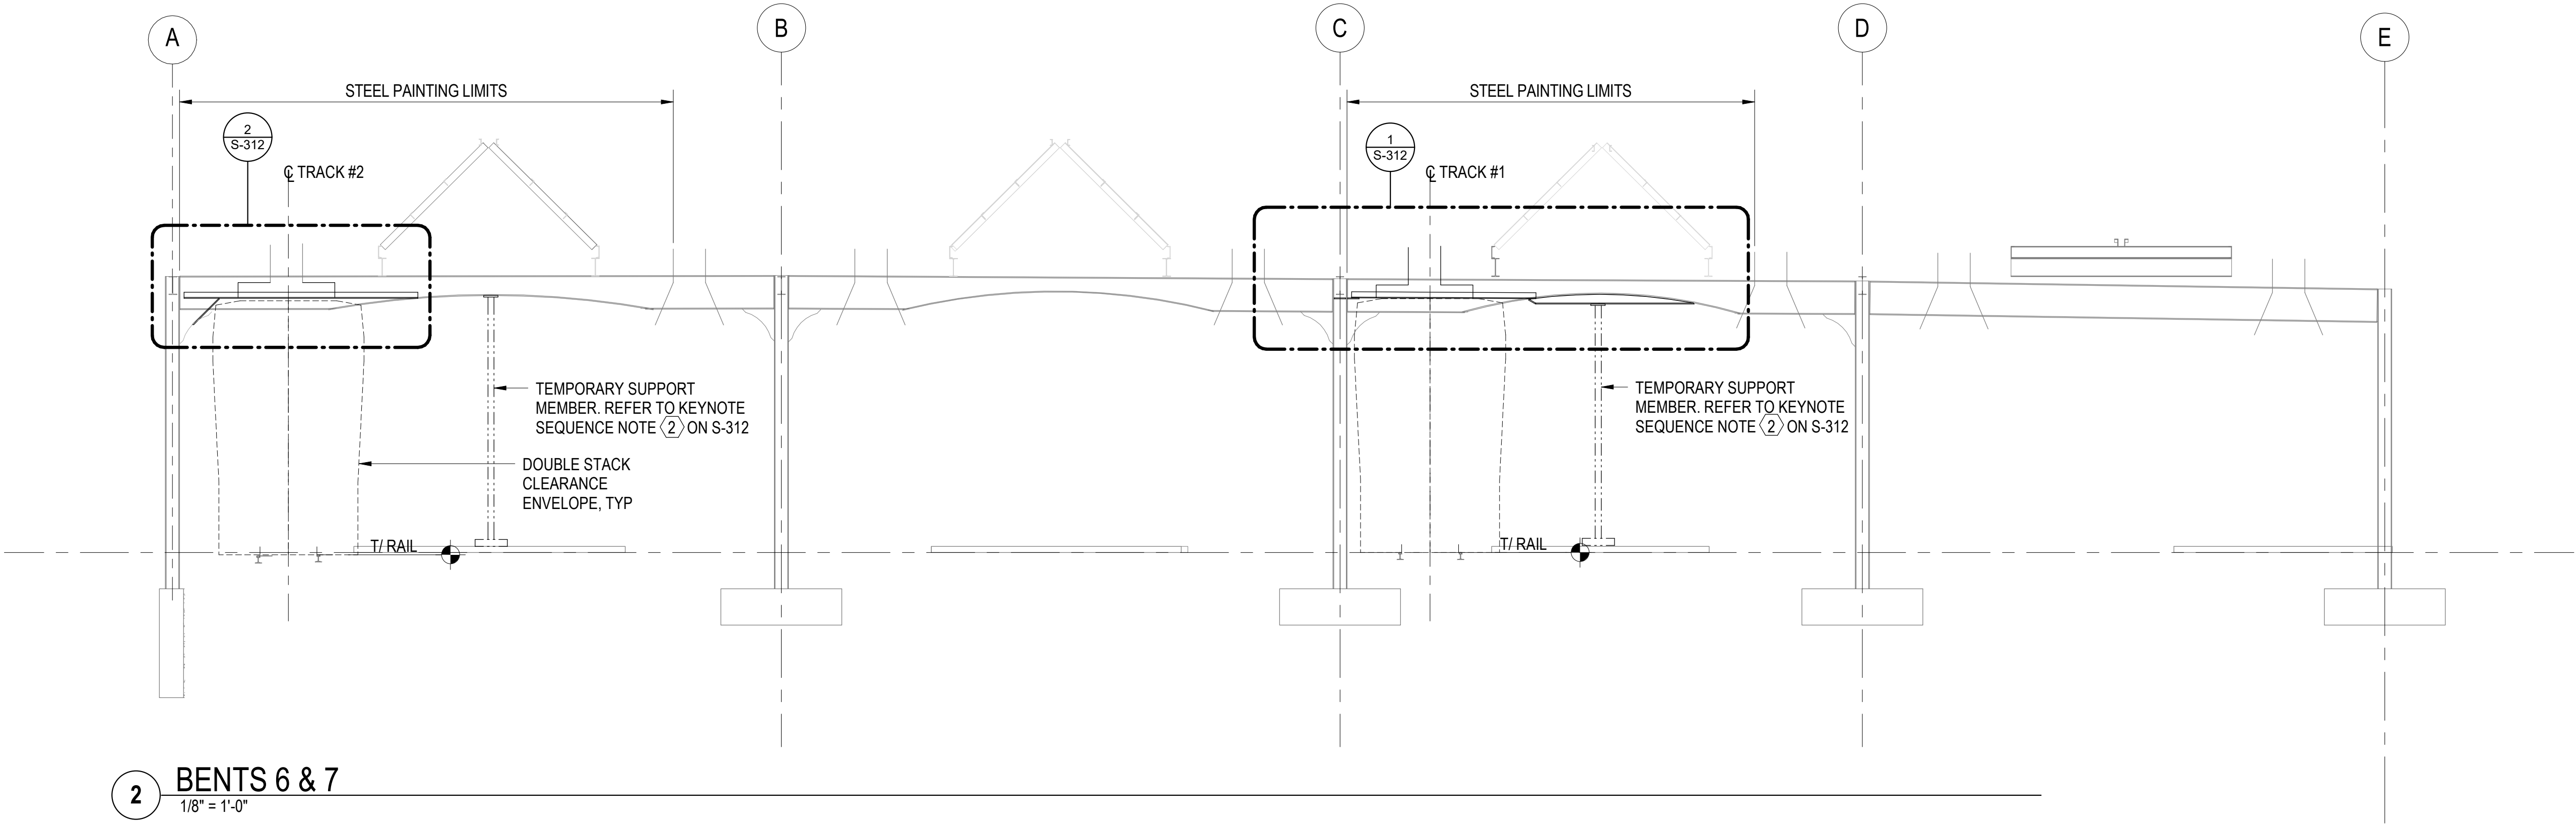 A
B
C
D
E
STEEL PAINTING LIMITS
STEEL PAINTING LIMITS
2
S-312
℄ TRACK #2
1
S-312
℄ TRACK #1
TEMPORARY SUPPORT
MEMBER. REFER TO KEYNOTE
SEQUENCE NOTE 2 ON S-312
DOUBLE STACK
CLEARANCE
ENVELOPE, TYP
TEMPORARY SUPPORT
MEMBER. REFER TO KEYNOTE
SEQUENCE NOTE 2 ON S-312
T/ RAIL
T/ RAIL
2
BENTS 6 & 7
1/8" = 1'-0"